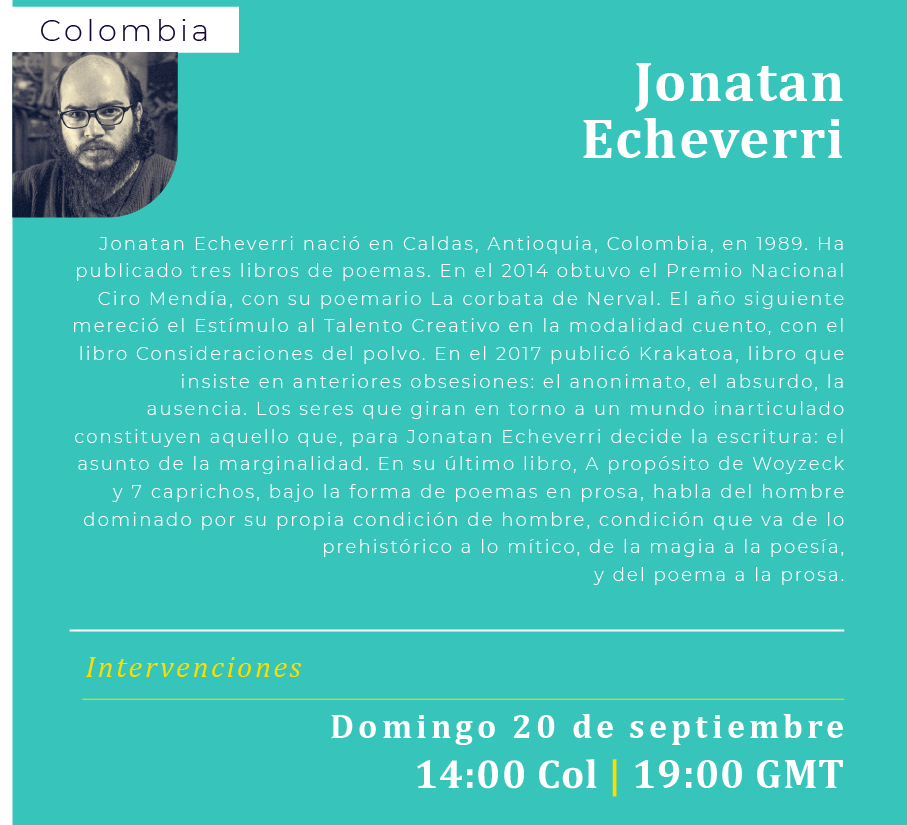 Colombia
Jonatan
Echeverri
Jonatan Echeverri nació en Caldas, Antioquia, Colombia, en 1989. Ha
publicado tres libros de poemas. En el 2014 obtuvo el Premio Nacional
Ciro Mendía, con su poemario La corbata de Nerval. El año siguiente
mereció el Estímulo al Talento Creativo en la modalidad cuento, con el
libro Consideraciones del polvo. En el 2017 publicó Krakatoa, libro que
insiste en anteriores obsesiones: el anonimato, el absurdo, la
ausencia. Los seres que giran en torno a un mundo inarticulado
constituyen aquello que, para Jonatan Echeverri decide la escritura: el
asunto de la marginalidad. En su último libro, A propósito de Woyzeck
y 7 caprichos, bajo la forma de poemas en prosa, habla del hombre
dominado por su propia condición de hombre, condición que va de lo
prehistórico a lo mítico, de la magia a la poesía,
y del poema a la prosa.
Intervenciones
Domingo 20 de septiembre
14:00 Col | 19:00 GMT